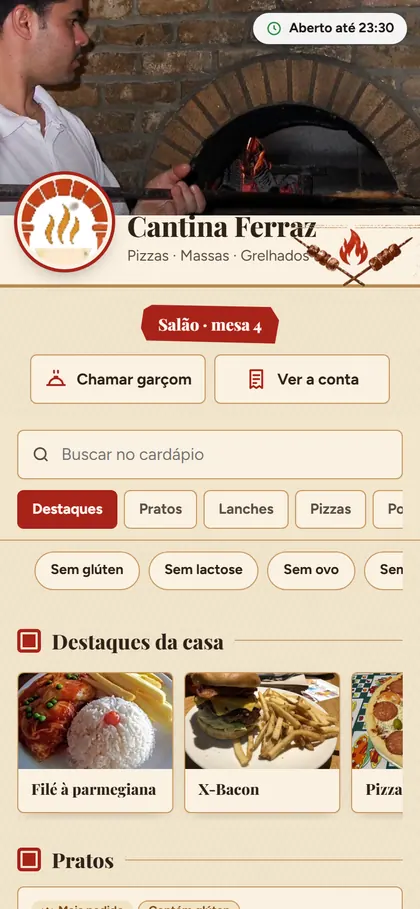 Aberto até 23:30
Cantina Ferraz
Pizzas · Massas · Grelhados
Salão · mesa 4
Chamar garçom
Ver a conta
Buscar no cardápio
Destaques Pratos Lanches Pizzas Po
Sem glúten Sem lactose Sem ovo Sem
Destaques da casa
Filé à parmegiana X-Bacon Pizza
Pratos
Mais pedido Contém glúten